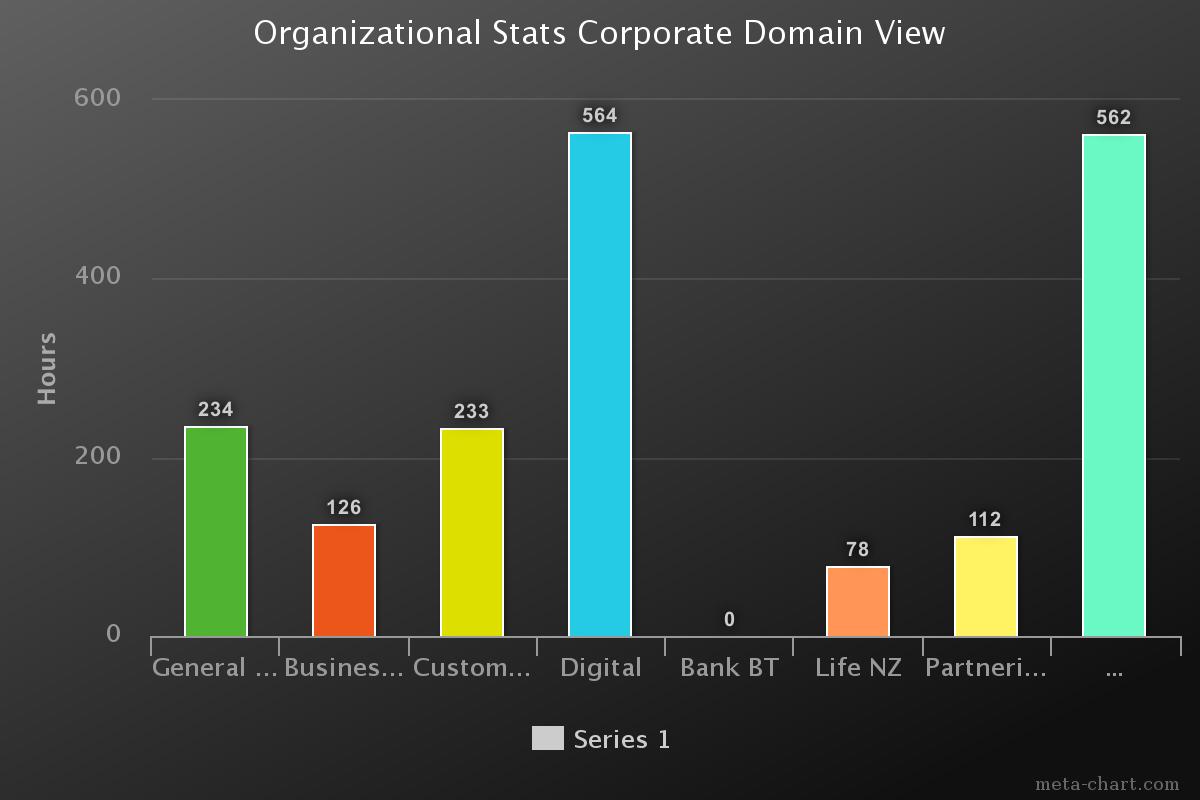 Organizational Stats Corporate Domain View
600
400
200
0
Hours
234
126
233
564
0
78
112
562
General ...
Busines...
Custom...
Digital
Bank BT
Life NZ
Partneri...
...
Series 1
meta-chart.com